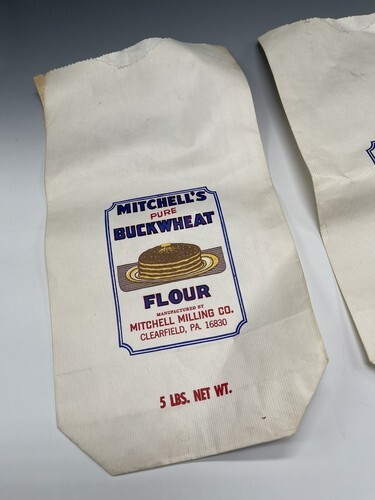 MITCHELL'S
PURE
BUCKWHEAT
FLOUR
MANUFACTURED BY
MITCHELL MILLING CO.
CLEARFIELD, PA. 16830
5 LBS. NET WT.